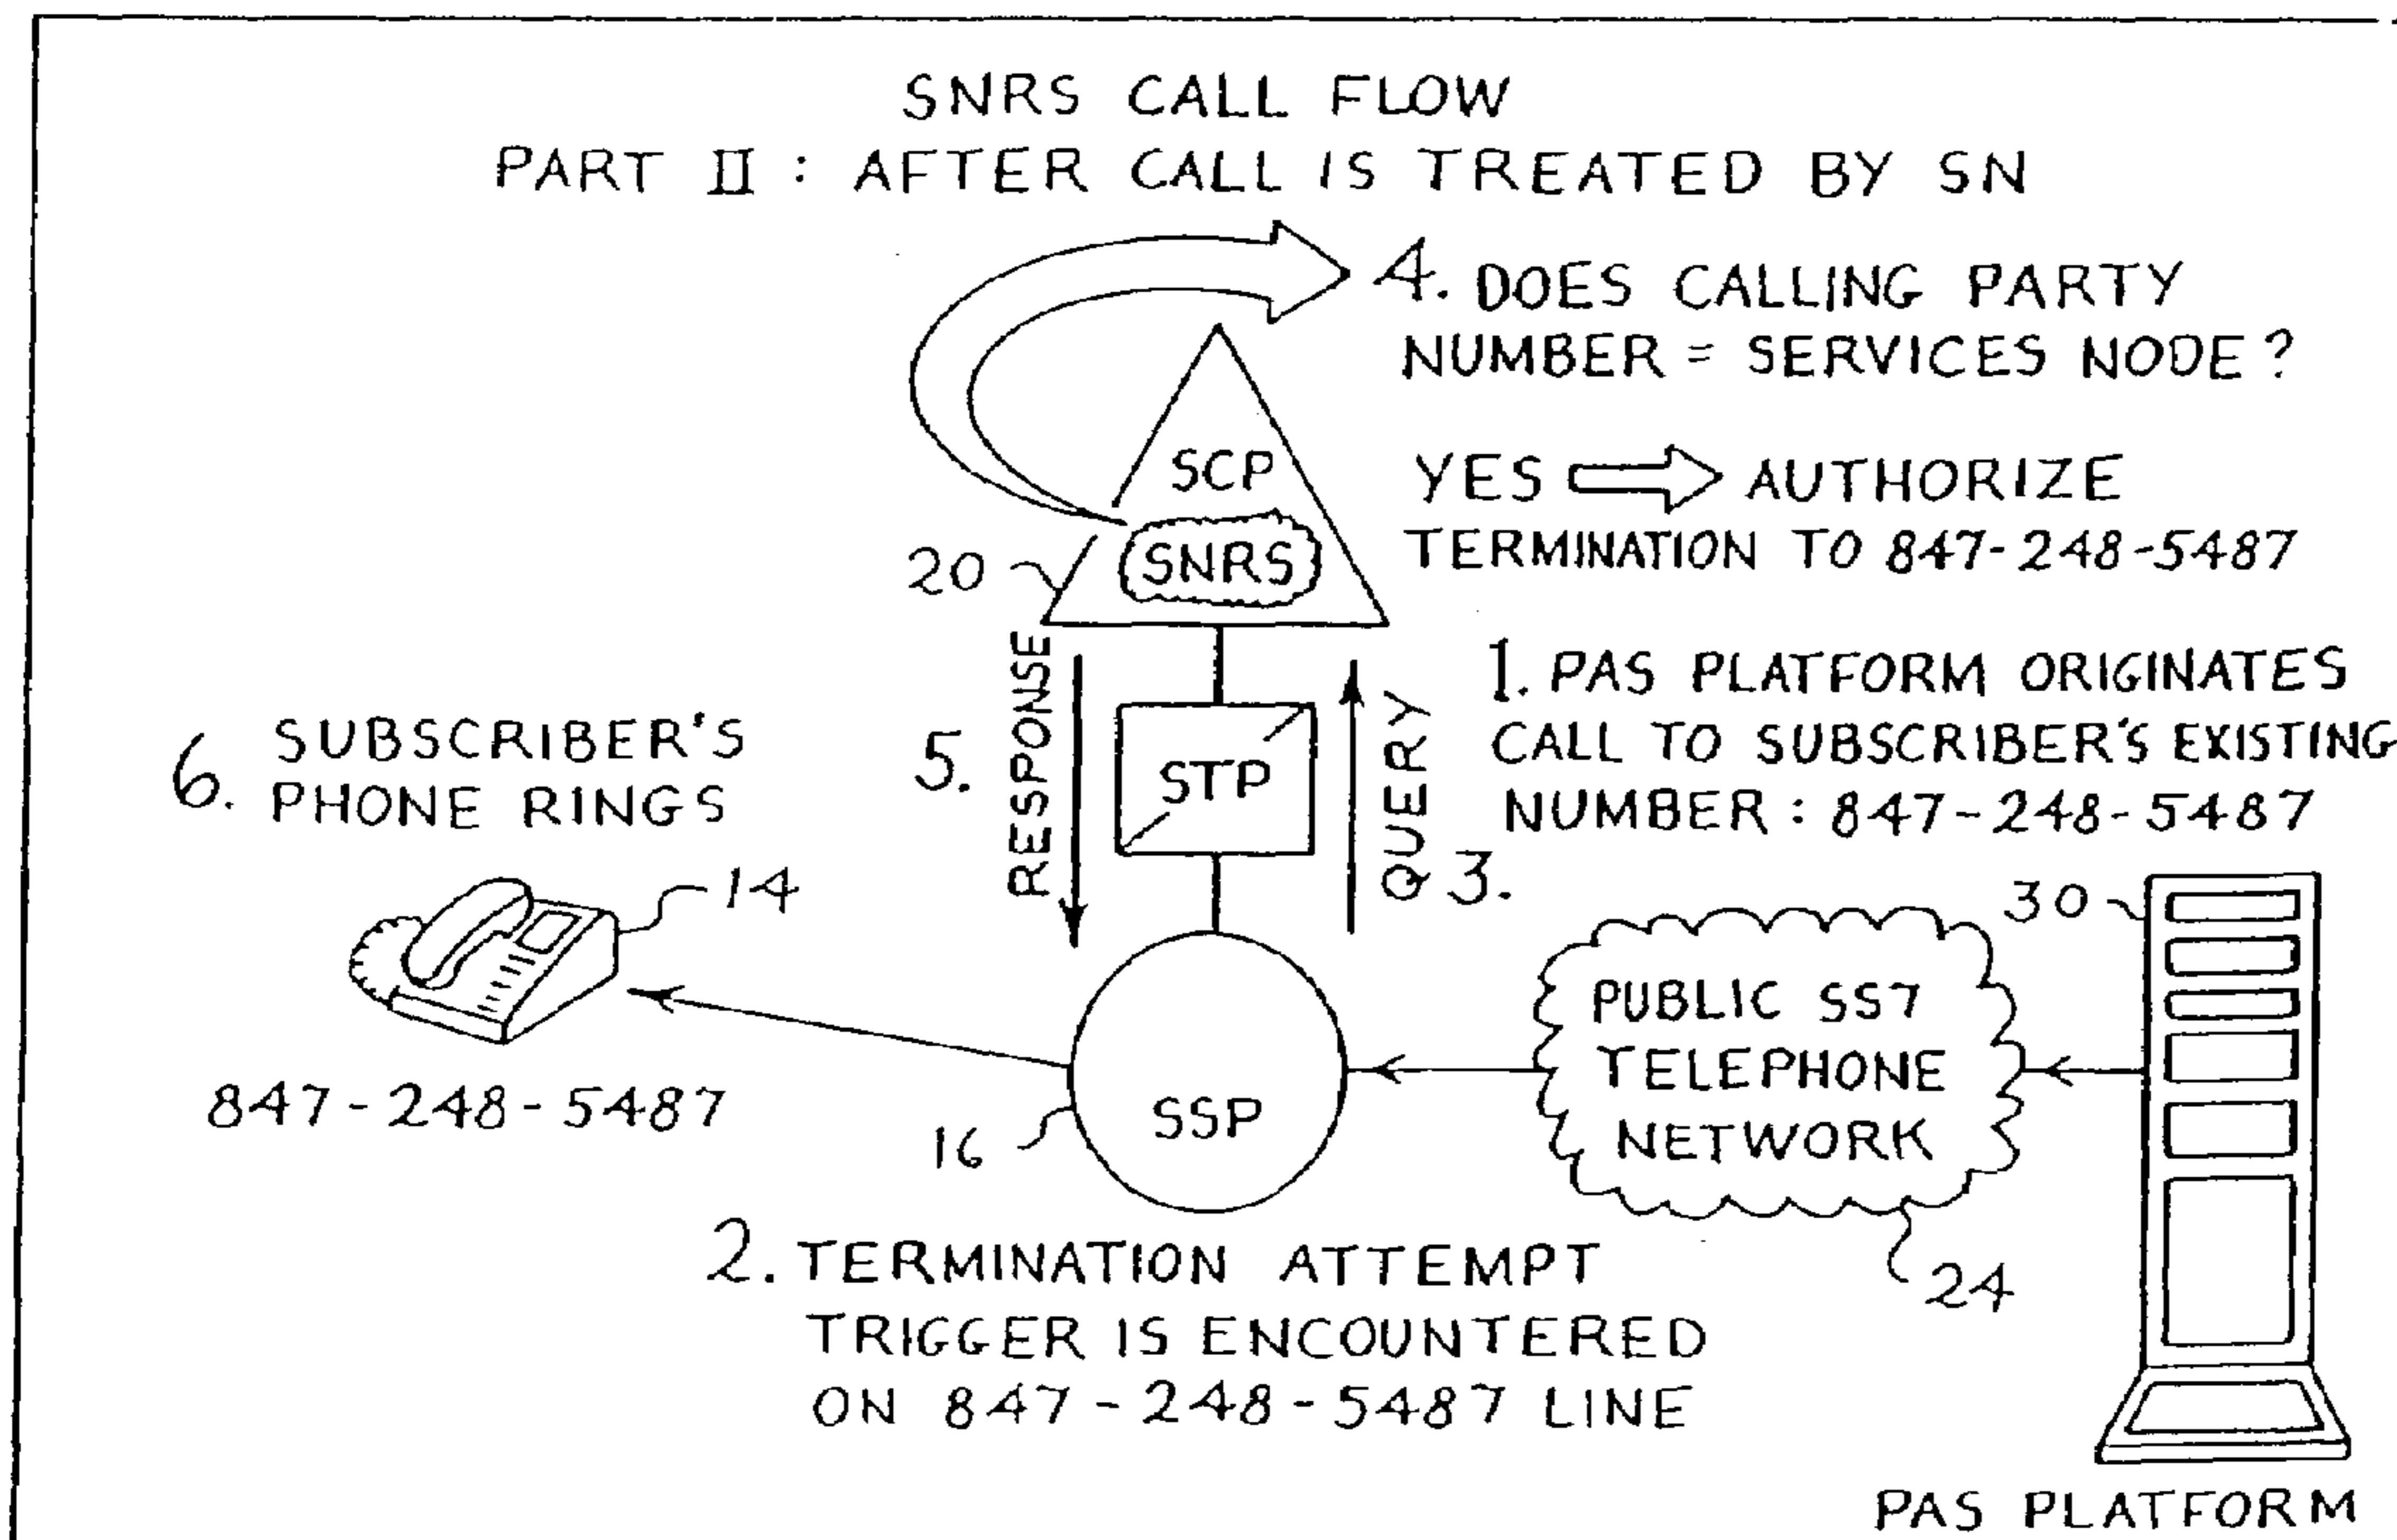 SNRS CALL FLOW
PART II : AFTER CALL IS TREATED BY SN
4. DOES CALLING PARTY
NUMBER = SERVICES NODE?
SCP
SNRS
20
YES ⇒ AUTHORIZE
TERMINATION TO 847-248-5487
1. PAS PLATFORM ORIGINATES
CALL TO SUBSCRIBER'S EXISTING
NUMBER : 847-248-5487
RESPONSE
5.
STP
QUERY
3.
6. SUBSCRIBER'S
PHONE RINGS
14
847-248-5487
SSP
16
PUBLIC SS7
TELEPHONE
NETWORK
24
30
2. TERMINATION ATTEMPT
TRIGGER IS ENCOUNTERED
ON 847-248-5487 LINE
PAS PLATFORM